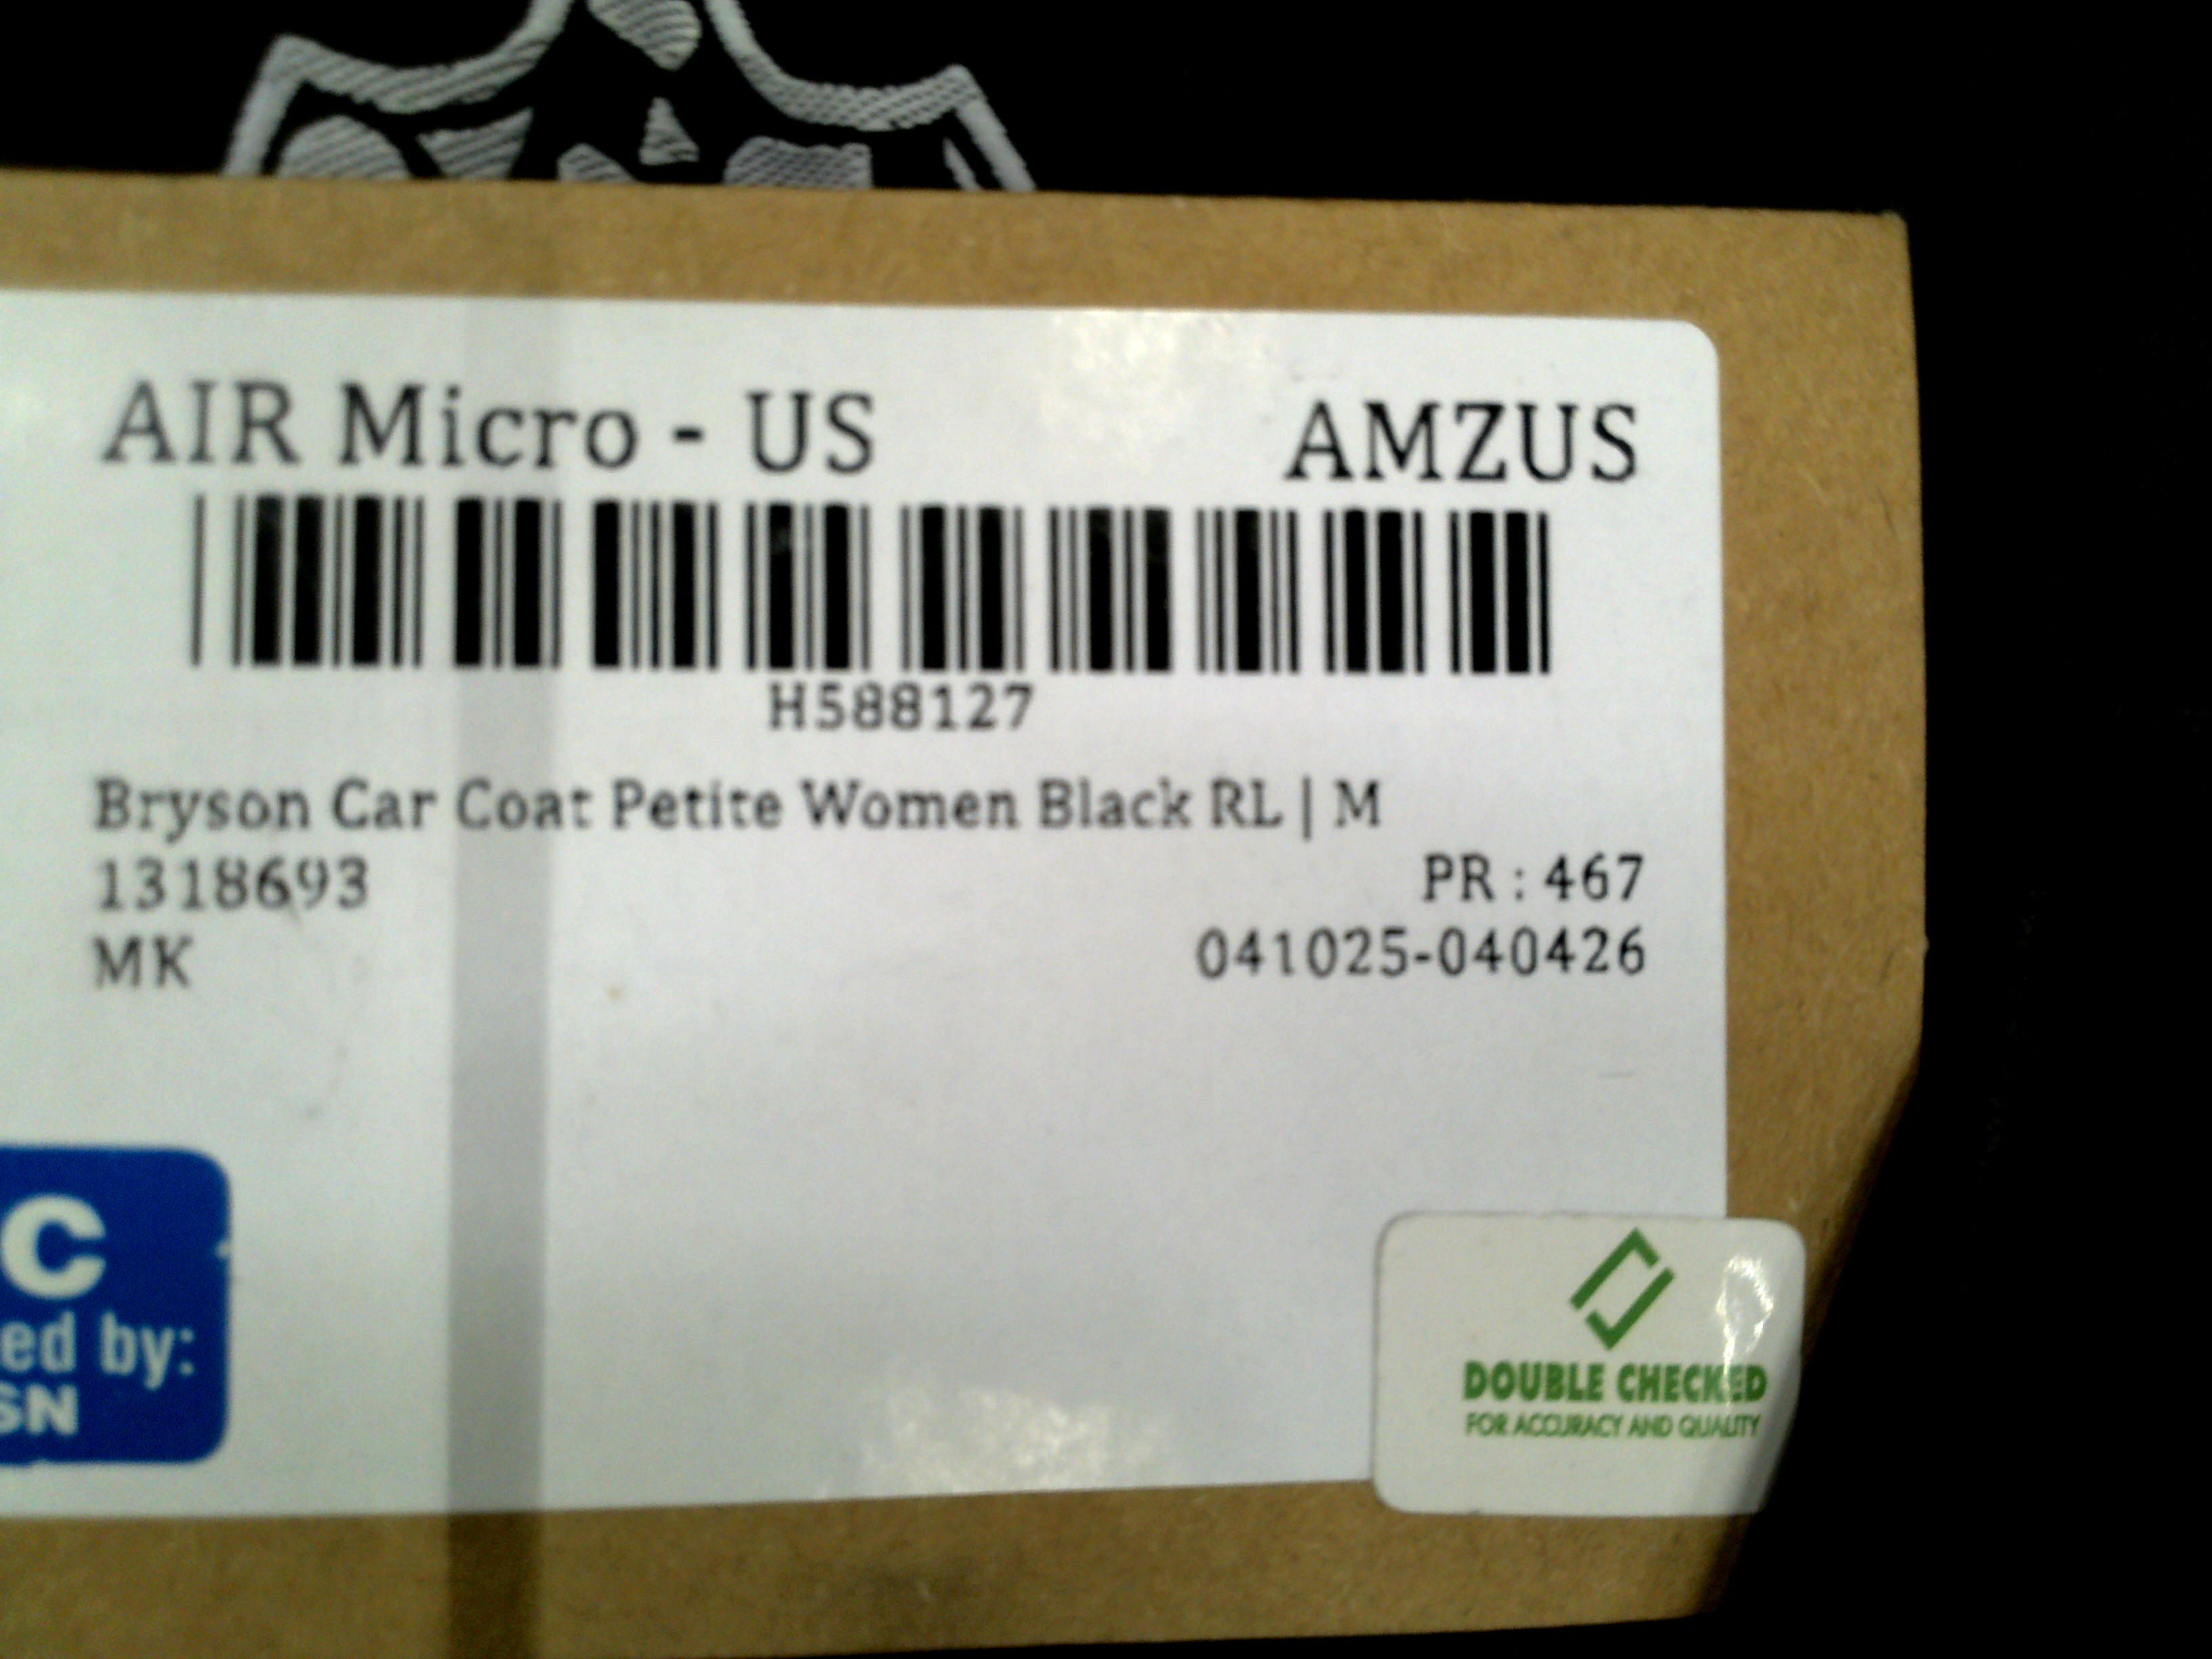 AIR Micro - US AMZUS
H588127
Bryson Car Coat Petite Women Black RL | M
1318693 PR : 467
MK 041025-040426
C
ed by:
SN
DOUBLE CHECKED
FOR ACCURACY AND QUALITY